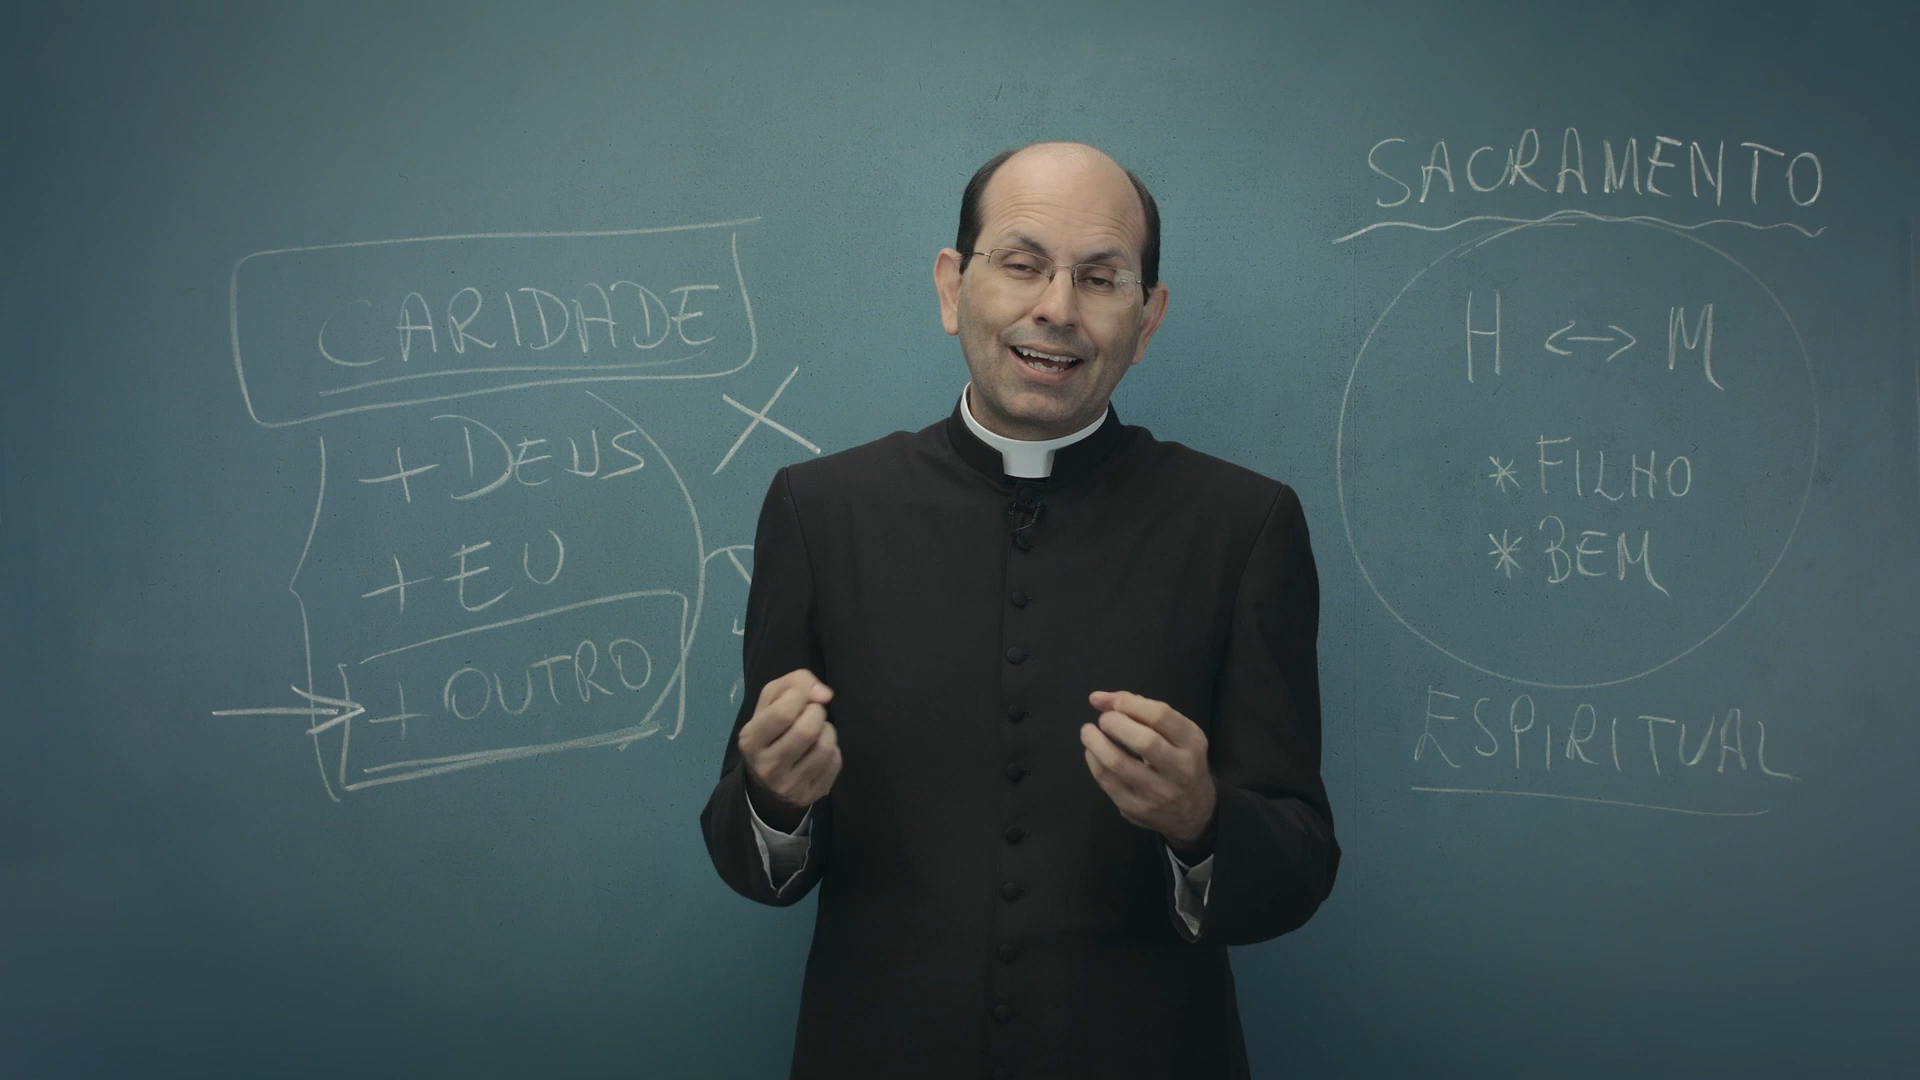 CARIDADE
+ DEUS
+ EU
+ OUTRO
X
SACRAMENTO
H ↔ M
* FILHO
* BEM
ESPIRITUAL